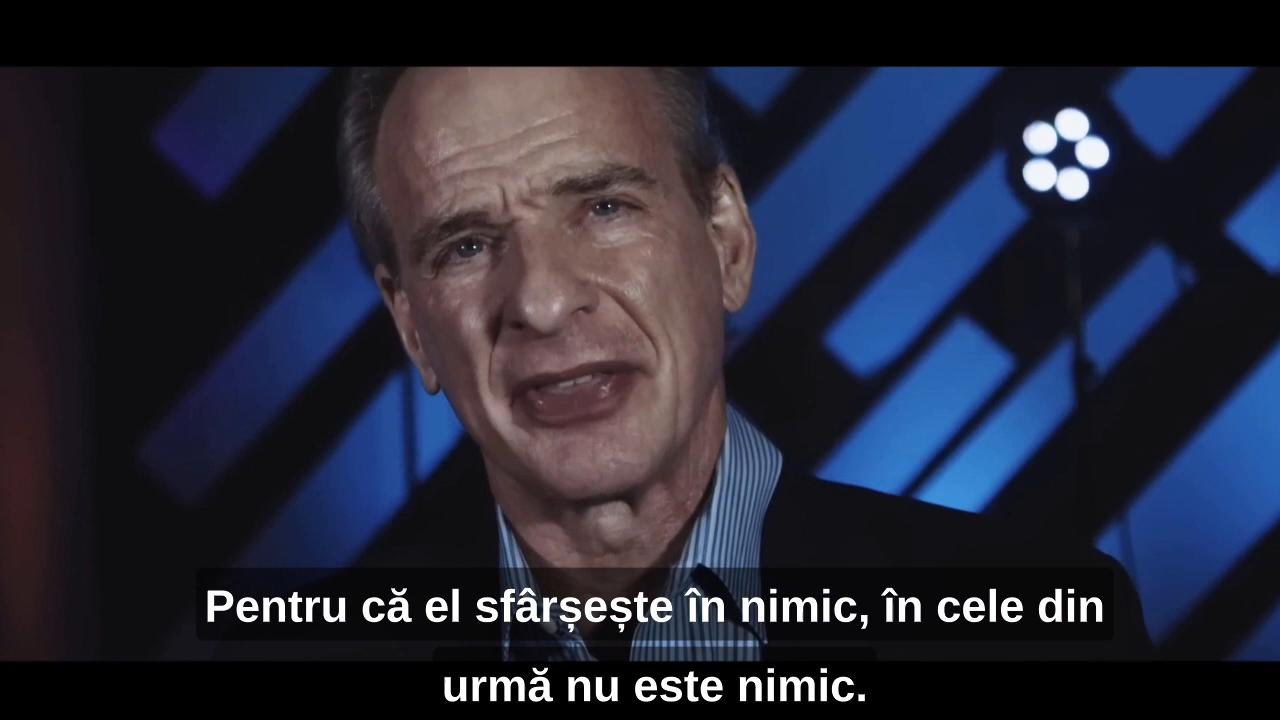 Pentru că el sfârșește în nimic, în cele din
urmă nu este nimic.